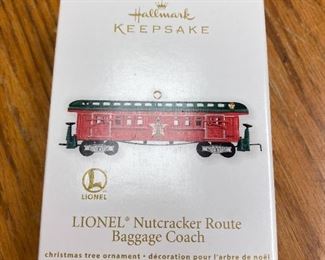 Hallmark
KEEPSAKE
L
LIONEL
LIONEL® Nutcracker Route
Baggage Coach
christmas tree ornament • décoration pour l'arbre de noël